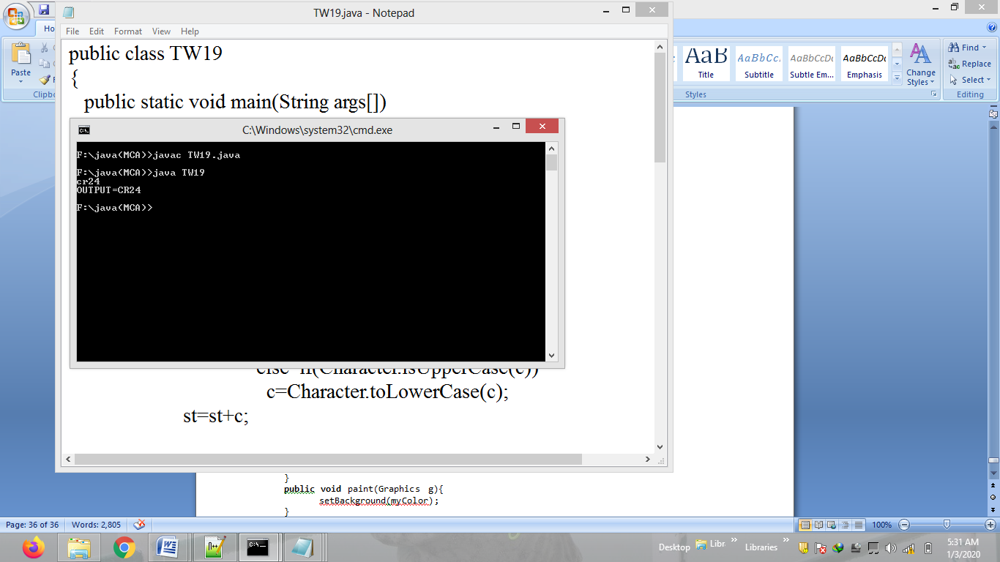 TW19.java - Notepad
File Edit Format View Help
public class TW19
{
public static void main(String args[])
C:\Windows\system32\cmd.exe
F:\java(MCA)>javac TW19.java
F:\java(MCA)>java TW19
cr24
OUTPUT=CR24
F:\java(MCA)>
else if(Character.isUpperCase(c))
c=Character.toLowerCase(c);
st=st+c;
Ho
Paste
Clipbo
AaB AaBbCc. AaBbCcDc AaBbCcDc
Title Subtitle Subtle Em... Emphasis
Change
Styles
Styles
Find
Replace
Select
Editing
}
public void paint(Graphics g){
setBackground(myColor);
}
Page: 36 of 36 Words: 2,805 100%
Desktop Libr » Libraries »
5:31 AM
1/3/2020